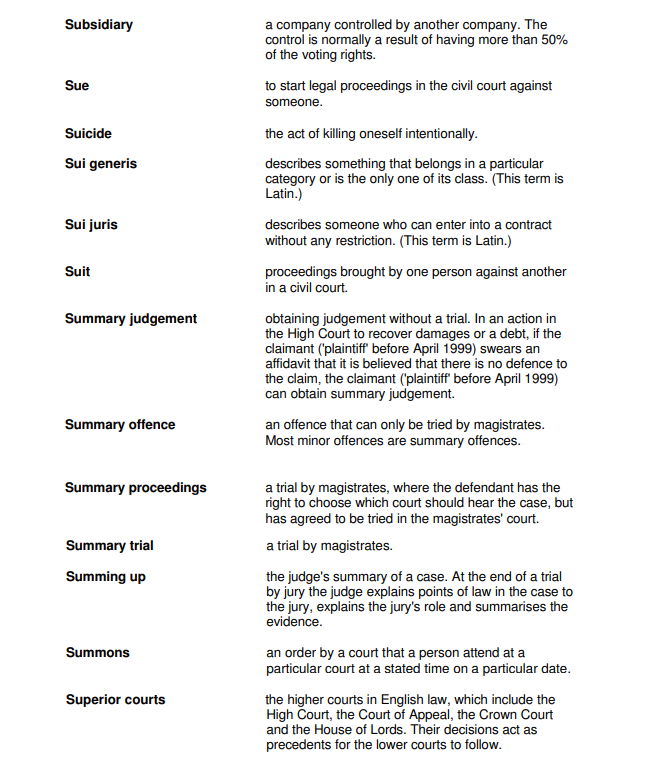 Subsidiary a company controlled by another company. The
control is normally a result of having more than 50%
of the voting rights.
Sue to start legal proceedings in the civil court against
someone.
Suicide the act of killing oneself intentionally.
Sui generis describes something that belongs in a particular
category or is the only one of its class. (This term is
Latin.)
Sui juris describes someone who can enter into a contract
without any restriction. (This term is Latin.)
Suit proceedings brought by one person against another
in a civil court.
Summary judgement obtaining judgement without a trial. In an action in
the High Court to recover damages or a debt, if the
claimant ('plaintiff' before April 1999) swears an
affidavit that it is believed that there is no defence to
the claim, the claimant ('plaintiff' before April 1999)
can obtain summary judgement.
Summary offence an offence that can only be tried by magistrates.
Most minor offences are summary offences.
Summary proceedings a trial by magistrates, where the defendant has the
right to choose which court should hear the case, but
has agreed to be tried in the magistrates' court.
Summary trial a trial by magistrates.
Summing up the judge's summary of a case. At the end of a trial
by jury the judge explains points of law in the case to
the jury, explains the jury's role and summarises the
evidence.
Summons an order by a court that a person attend at a
particular court at a stated time on a particular date.
Superior courts the higher courts in English law, which include the
High Court, the Court of Appeal, the Crown Court
and the House of Lords. Their decisions act as
precedents for the lower courts to follow.